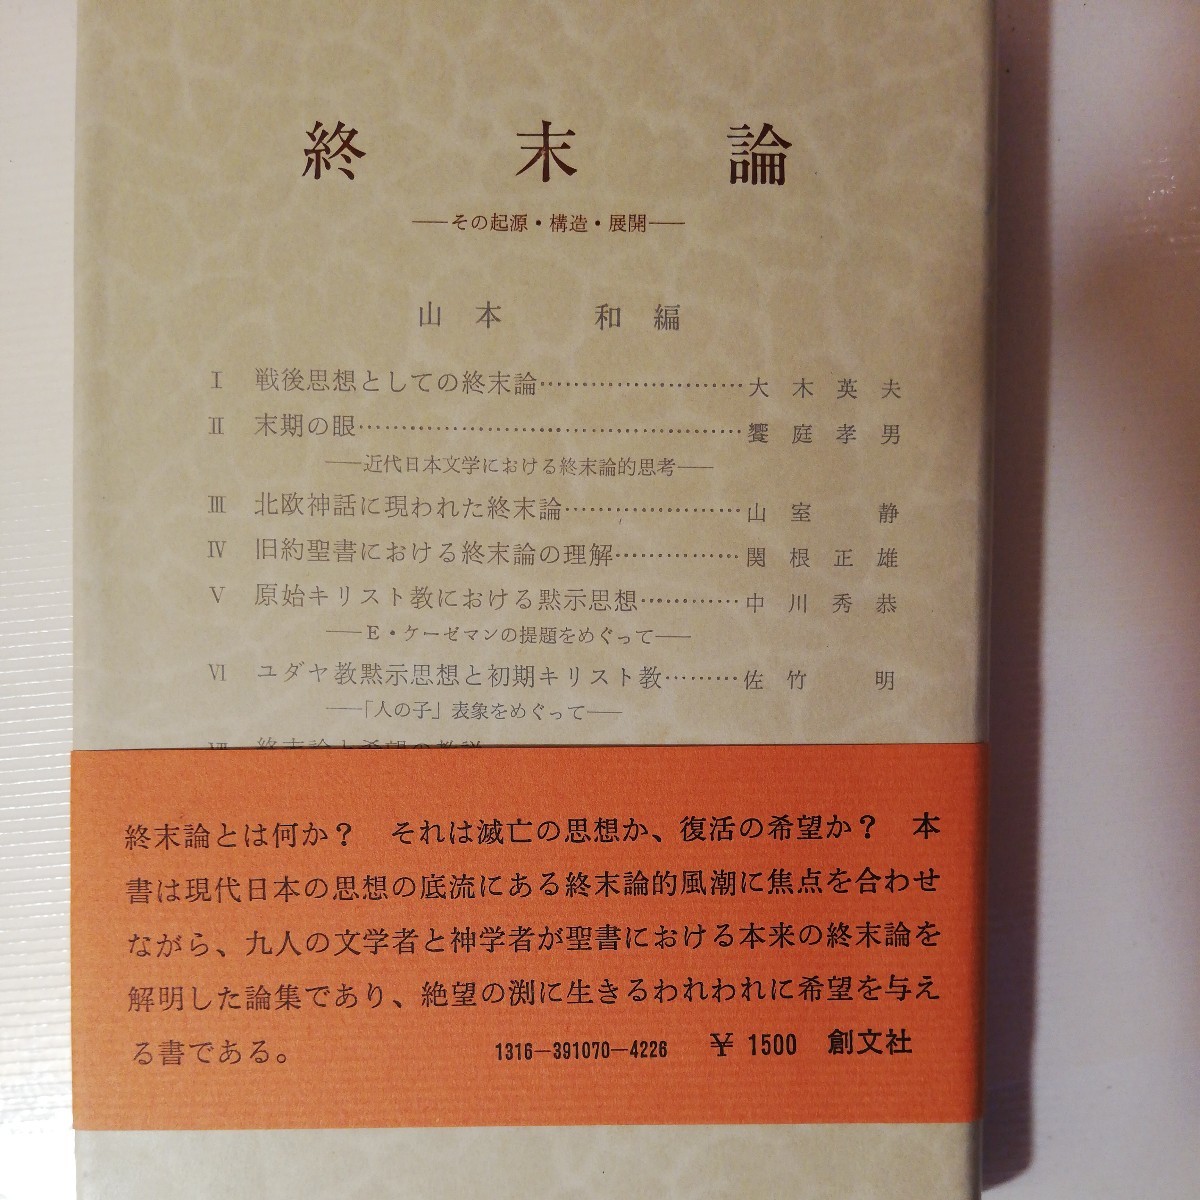 終末論
——その起源・構造・展開——
山本 和編
Ⅰ 戦後思想としての終末論……………………大木英夫
Ⅱ 末期の眼……………………………………饗庭孝男
——近代日本文学における終末論的思考——
Ⅲ 北欧神話に現われた終末論…………………山室 静
Ⅳ 旧約聖書における終末論の理解……………関根正雄
Ⅴ 原始キリスト教における黙示思想…………中川秀恭
——E・ケーゼマンの提題をめぐって——
Ⅵ ユダヤ教黙示思想と初期キリスト教………佐竹 明
——「人の子」表象をめぐって——
Ⅶ 終末論と希望の教説
終末論とは何か? それは滅亡の思想か、復活の希望か? 本
書は現代日本の思想の底流にある終末論的風潮に焦点を合わせ
ながら、九人の文学者と神学者が聖書における本来の終末論を
解明した論集であり、絶望の渕に生きるわれわれに希望を与え
る書である。 1316—391070—4226 ¥ 1500 創文社